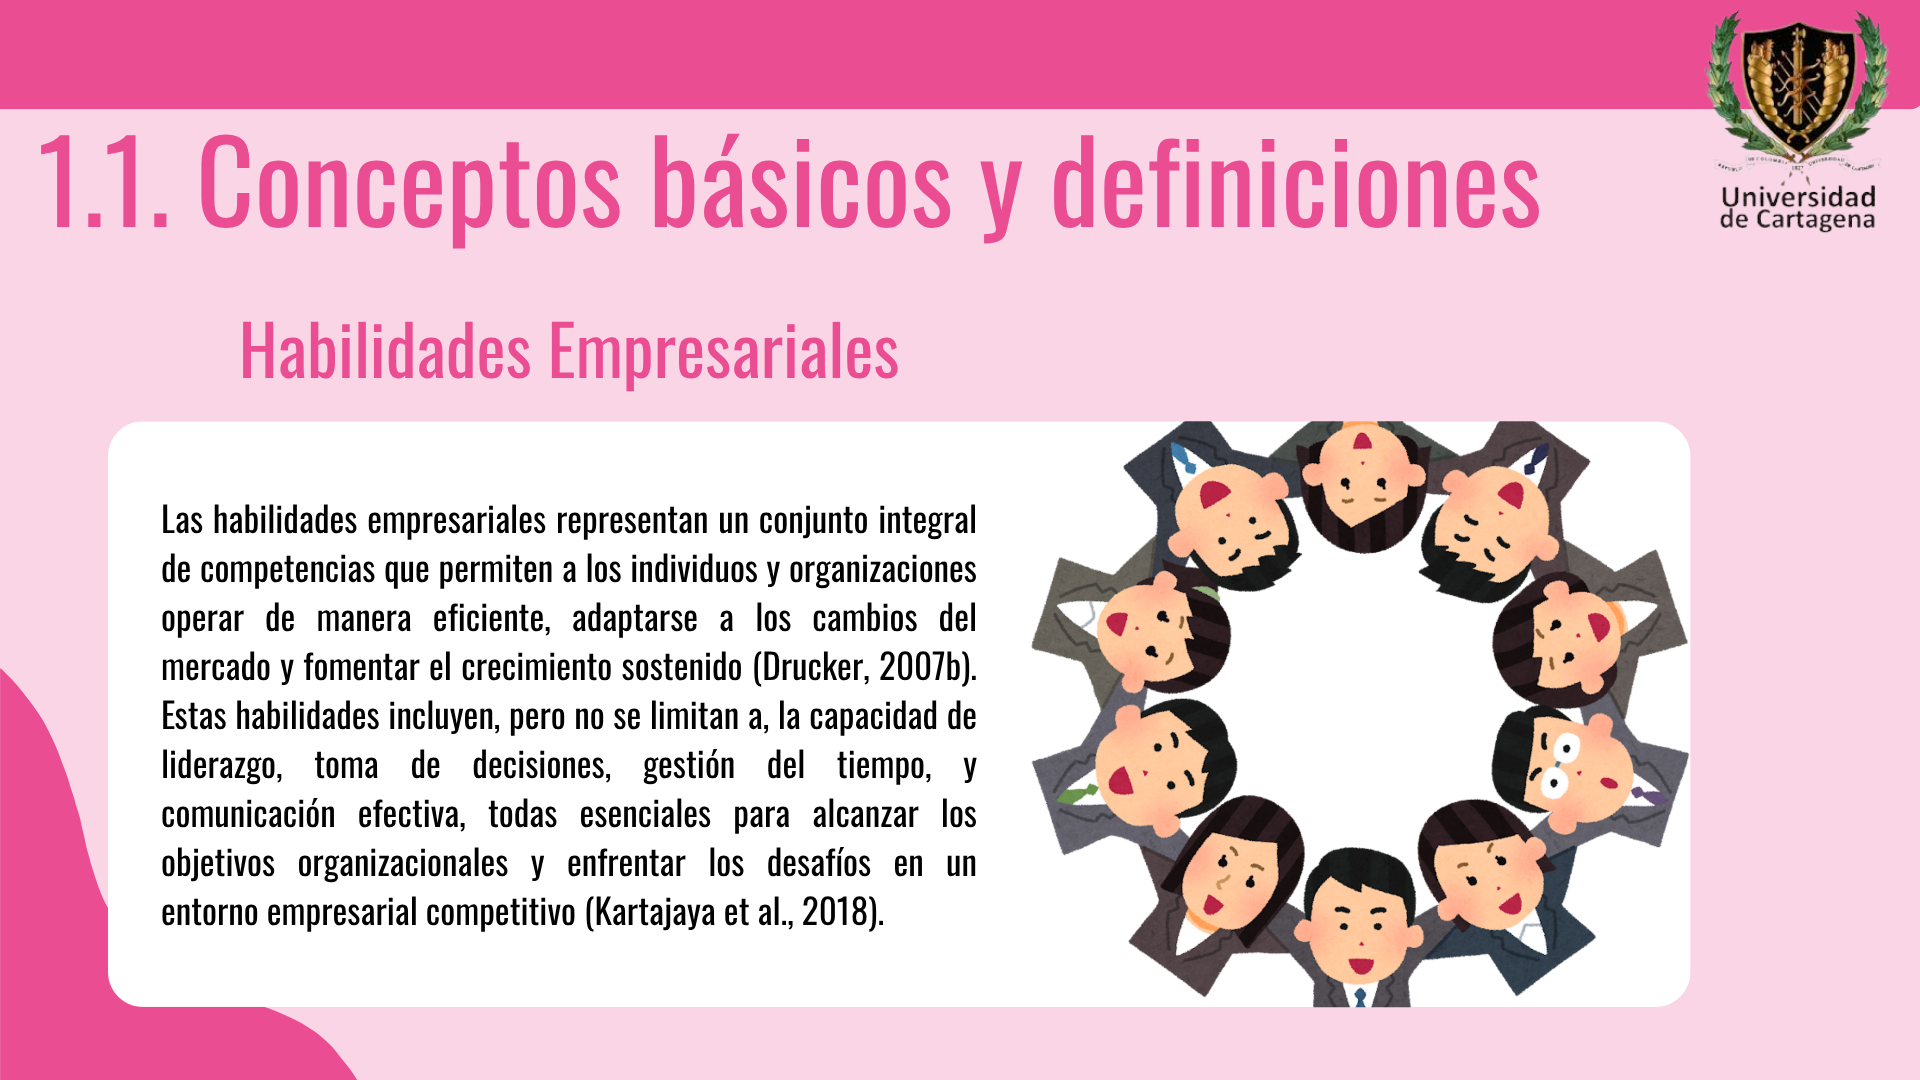 1.1. Conceptos básicos y definiciones
Universidad
de Cartagena
Habilidades Empresariales
Las habilidades empresariales representan un conjunto integral
de competencias que permiten a los individuos y organizaciones
operar de manera eficiente, adaptarse a los cambios del
mercado y fomentar el crecimiento sostenido (Drucker, 2007b).
Estas habilidades incluyen, pero no se limitan a, la capacidad de
liderazgo, toma de decisiones, gestión del tiempo, y
comunicación efectiva, todas esenciales para alcanzar los
objetivos organizacionales y enfrentar los desafíos en un
entorno empresarial competitivo (Kartajaya et al., 2018).